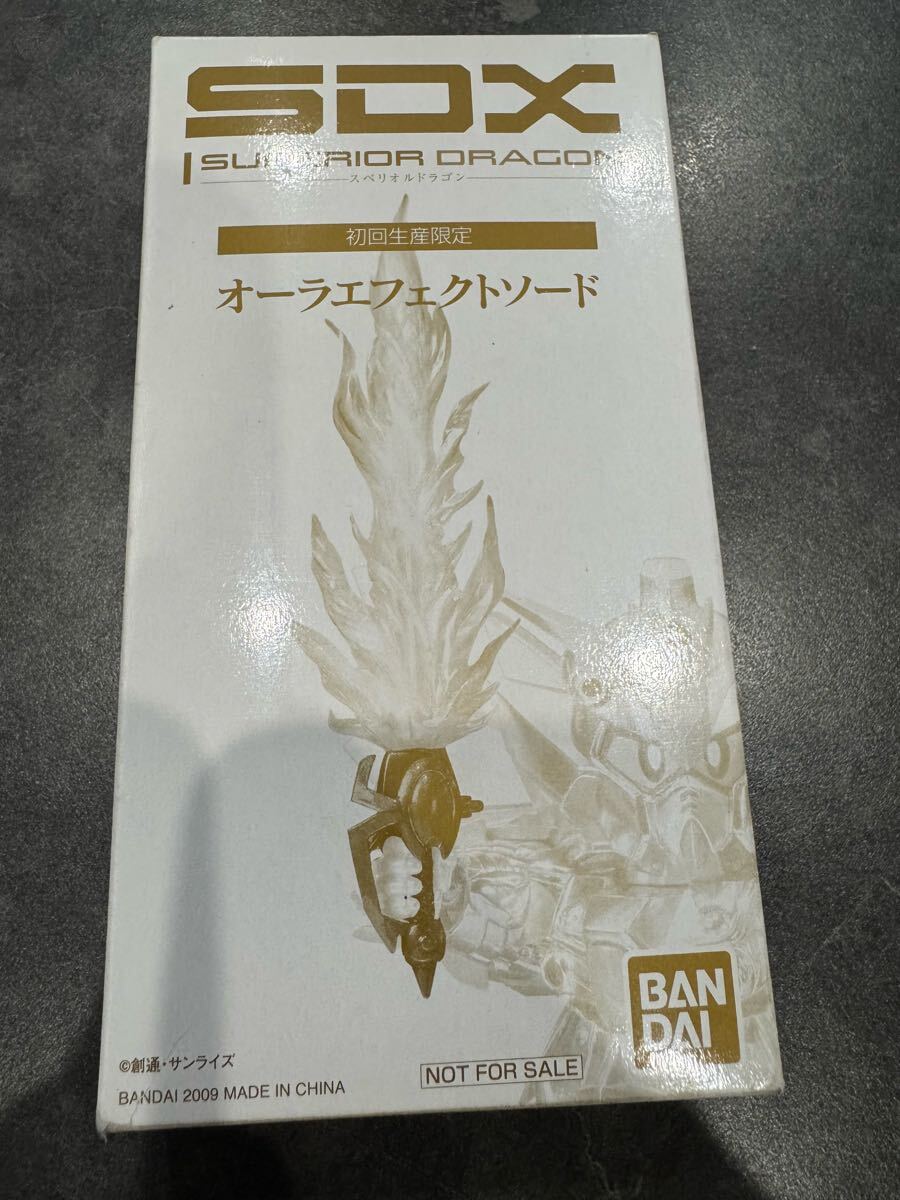 SDX
SUPERIOR DRAGON
スペリオルドラゴン
初回生産限定
オーラエフェクトソード
BAN
DAI
©創通・サンライズ
NOT FOR SALE
BANDAI 2009 MADE IN CHINA